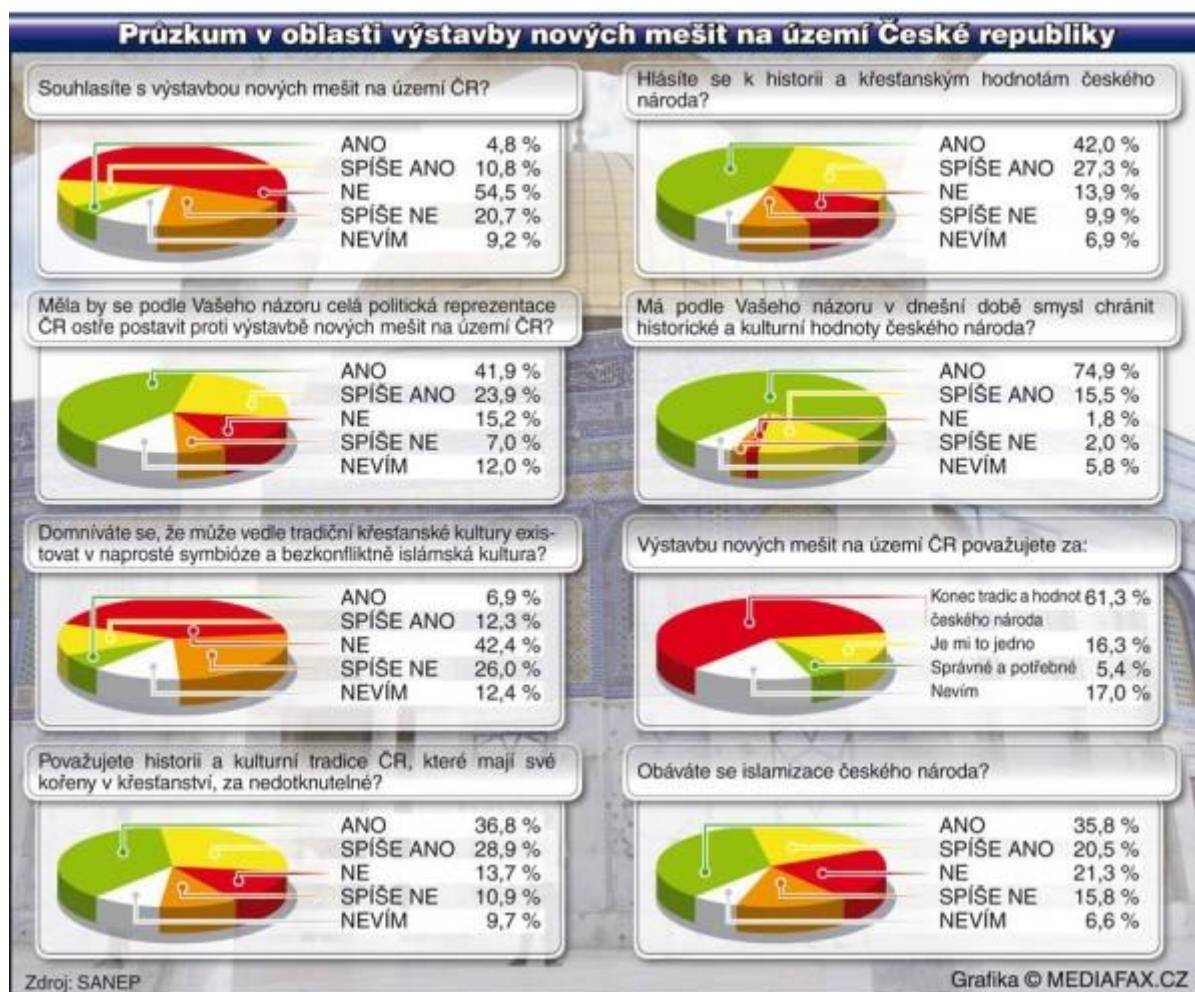 Průzkum v oblasti výstavby nových mešit na území České republiky
Souhlasíte s výstavbou nových mešit na území ČR?
ANO 4,8 %
SPÍŠE ANO 10,8 %
NE 54,5 %
SPÍŠE NE 20,7 %
NEVÍM 9,2 %
Hlásíte se k historii a křesťanským hodnotám českého
národa?
ANO 42,0 %
SPÍŠE ANO 27,3 %
NE 13,9 %
SPÍŠE NE 9,9 %
NEVÍM 6,9 %
Měla by se podle Vašeho názoru celá politická reprezentace
ČR ostře postavit proti výstavbě nových mešit na území ČR?
ANO 41,9 %
SPÍŠE ANO 23,9 %
NE 15,2 %
SPÍŠE NE 7,0 %
NEVÍM 12,0 %
Má podle Vašeho názoru v dnešní době smysl chránit
historické a kulturní hodnoty českého národa?
ANO 74,9 %
SPÍŠE ANO 15,5 %
NE 1,8 %
SPÍŠE NE 2,0 %
NEVÍM 5,8 %
Domníváte se, že může vedle tradiční křesťanské kultury exis-
tovat v naprosté symbióze a bezkonfliktně islámská kultura?
ANO 6,9 %
SPÍŠE ANO 12,3 %
NE 42,4 %
SPÍŠE NE 26,0 %
NEVÍM 12,4 %
Výstavbu nových mešit na území ČR považujete za:
Konec tradic a hodnot 61,3 %
českého národa
Je mi to jedno 16,3 %
Správné a potřebné 5,4 %
Nevím 17,0 %
Považujete historii a kulturní tradice ČR, které mají své
kořeny v křesťanství, za nedotknutelné?
ANO 36,8 %
SPÍŠE ANO 28,9 %
NE 13,7 %
SPÍŠE NE 10,9 %
NEVÍM 9,7 %
Obáváte se islamizace českého národa?
ANO 35,8 %
SPÍŠE ANO 20,5 %
NE 21,3 %
SPÍŠE NE 15,8 %
NEVÍM 6,6 %
Zdroj: SANEP
Grafika © MEDIAFAX.CZ